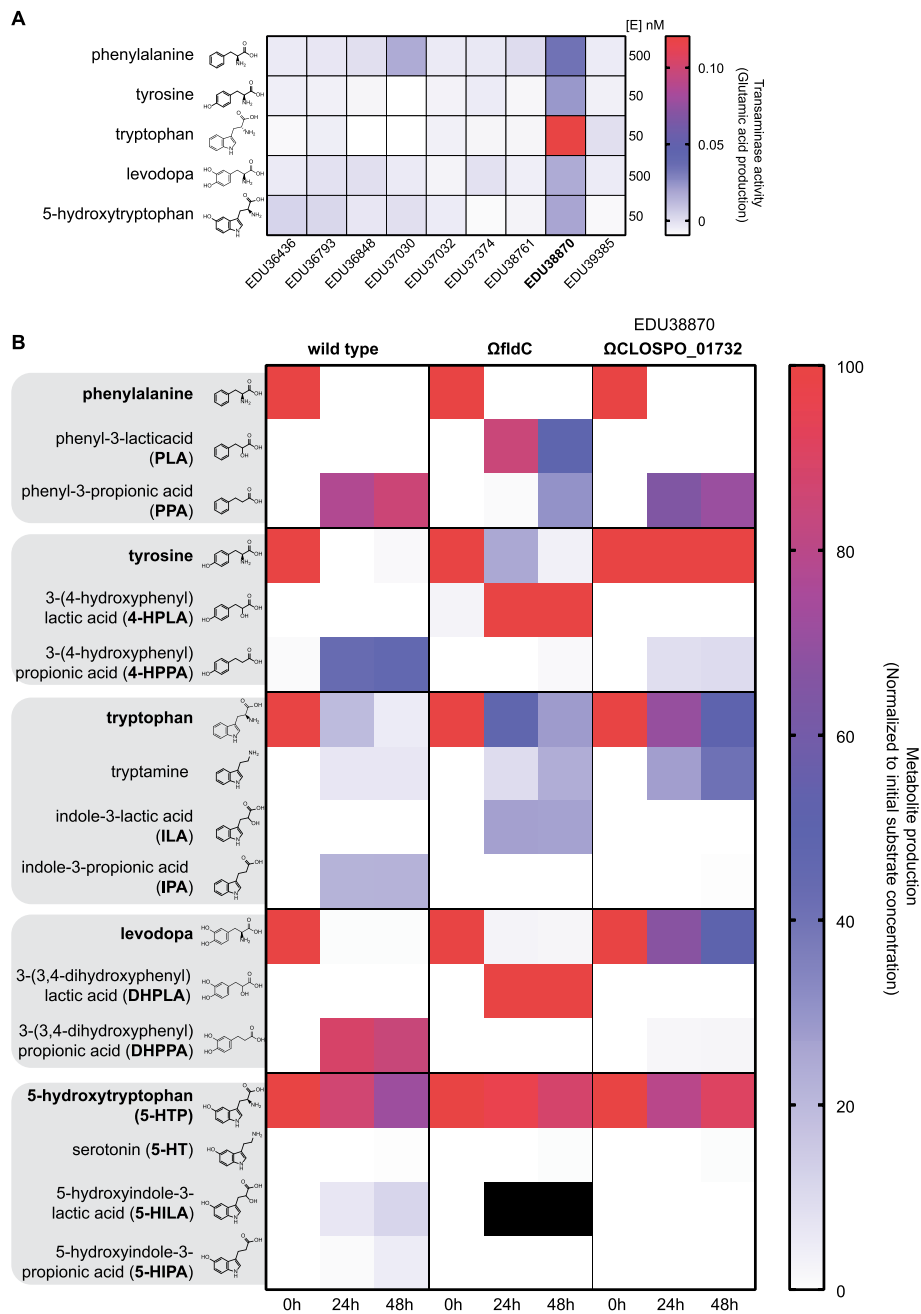 A
[E] nM
phenylalanine
500
tyrosine
50
tryptophan
50
levodopa
500
5-hydroxytryptophan
50
EDU36436
EDU36793
EDU36848
EDU37030
EDU37032
EDU37374
EDU38761
EDU38870
EDU39385
0.10
0.05
0
Transaminase activity
(Glutamic acid production)
B
EDU38870
wild type
ΩfldC
ΩCLOSPO_01732
phenylalanine
phenyl-3-lacticacid
(PLA)
phenyl-3-propionic acid
(PPA)
tyrosine
3-(4-hydroxyphenyl)
lactic acid (4-HPLA)
3-(4-hydroxyphenyl)
propionic acid (4-HPPA)
tryptophan
tryptamine
indole-3-lactic acid
(ILA)
indole-3-propionic acid
(IPA)
levodopa
3-(3,4-dihydroxyphenyl)
lactic acid (DHPLA)
3-(3,4-dihydroxyphenyl)
propionic acid (DHPPA)
5-hydroxytryptophan
(5-HTP)
serotonin (5-HT)
5-hydroxyindole-3-
lactic acid (5-HILA)
5-hydroxyindole-3-
propionic acid (5-HIPA)
0h 24h 48h 0h 24h 48h 0h 24h 48h
100
80
60
40
20
0
Metabolite production
(Normalized to initial substrate concentration)